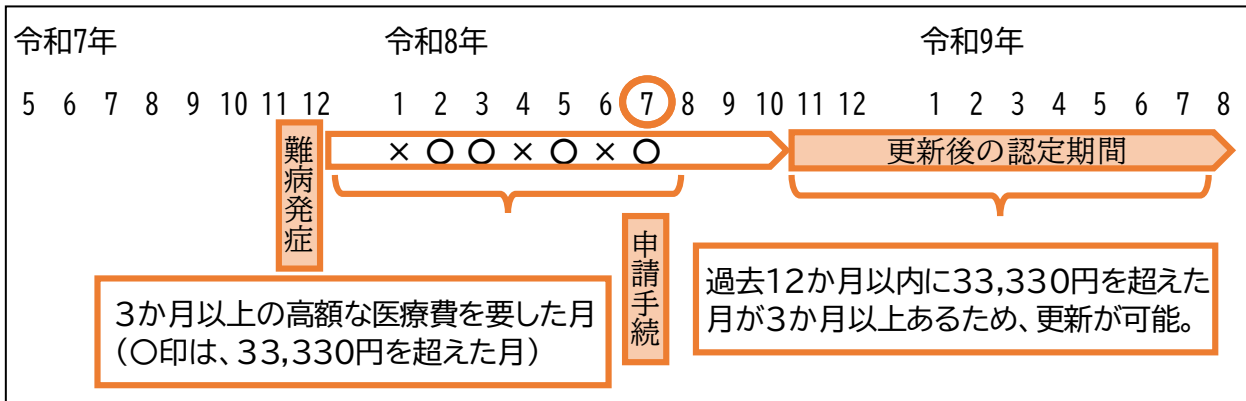 令和7年 令和8年 令和9年
5 6 7 8 9 10 11 12 1 2 3 4 5 6 7 8 9 10 11 12 1 2 3 4 5 6 7 8
難病発症
×〇〇×〇×〇
更新後の認定期間
申請手続
3か月以上の高額な医療費を要した月
(〇印は、33,330円を超えた月)
過去12か月以内に33,330円を超えた
月が3か月以上あるため、更新が可能。